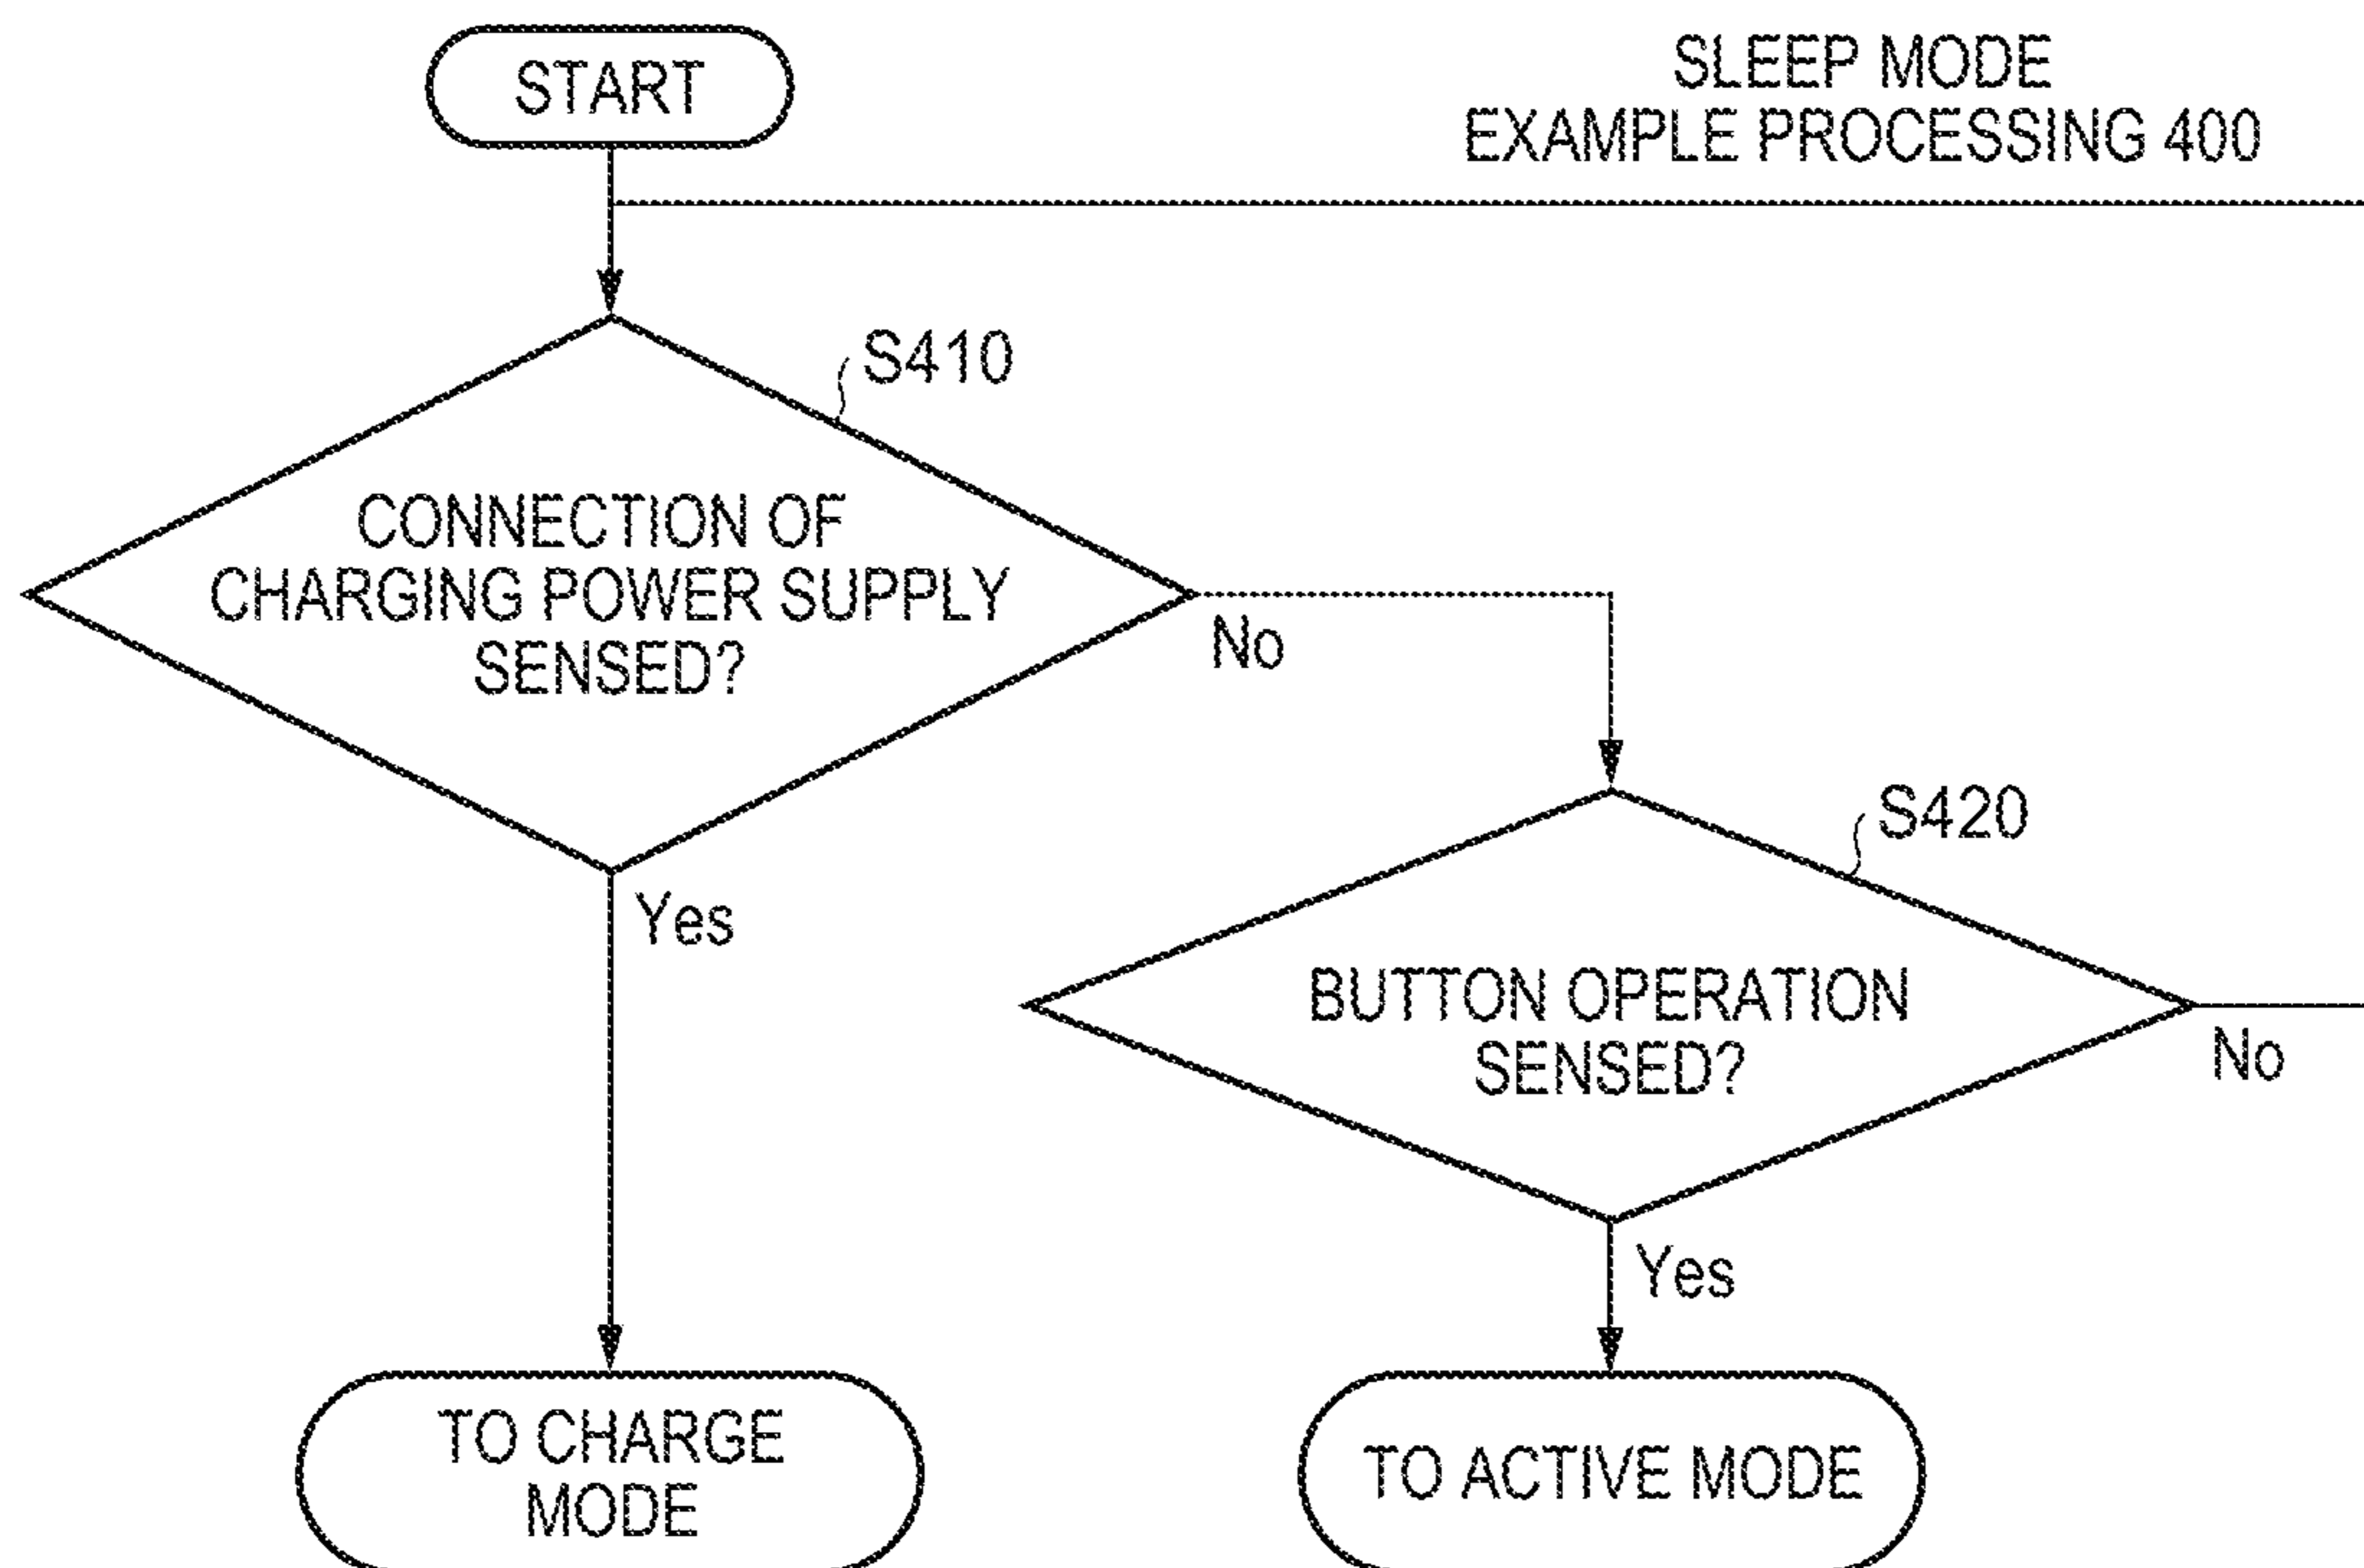 START
SLEEP MODE
EXAMPLE PROCESSING 400
S410
CONNECTION OF
CHARGING POWER SUPPLY
SENSED?
No
Yes
S420
BUTTON OPERATION
SENSED?
No
Yes
TO CHARGE
MODE
TO ACTIVE MODE